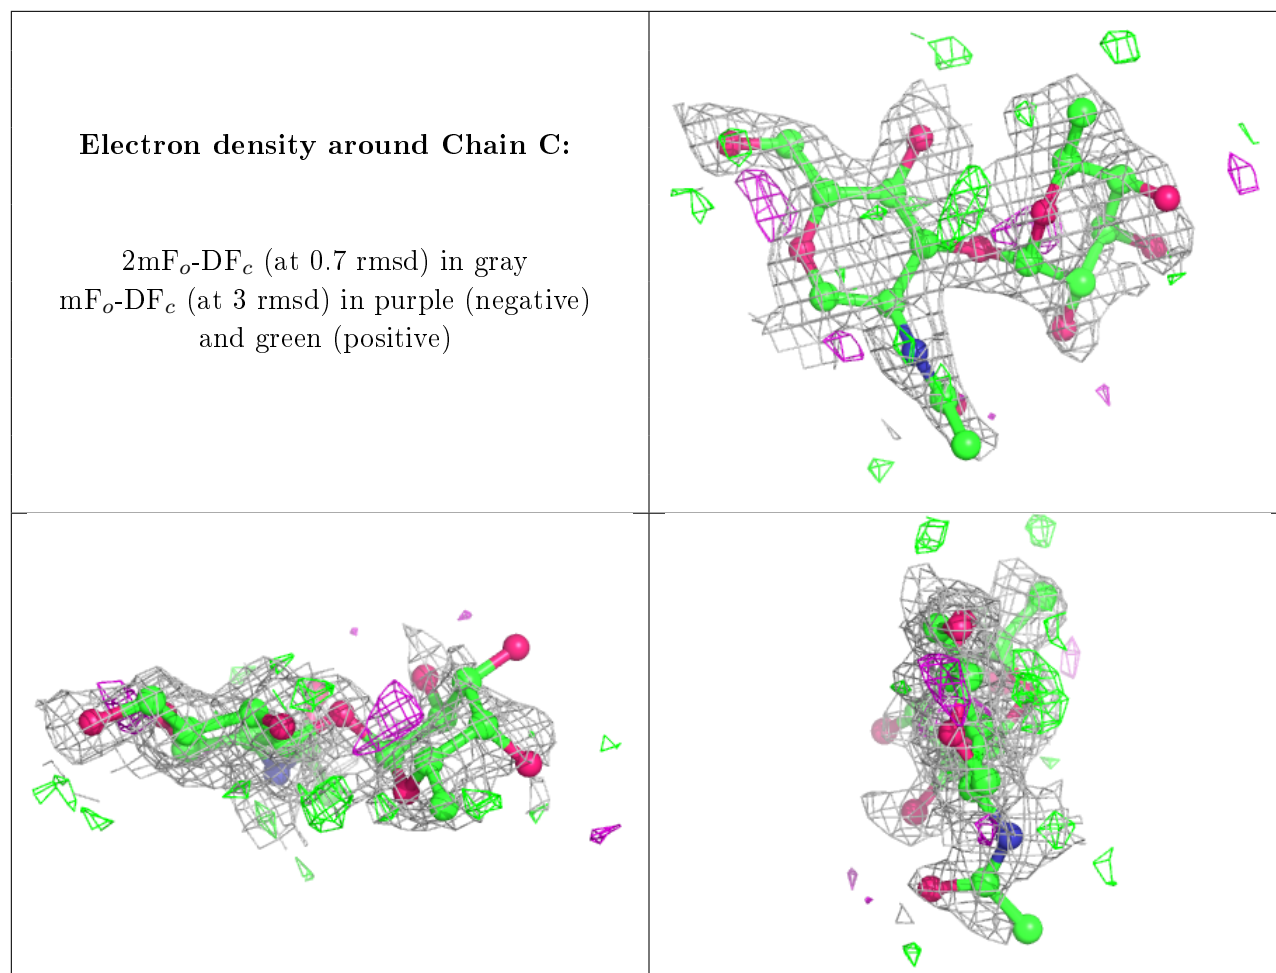 Electron density around Chain C:
2mFo-DFc (at 0.7 rmsd) in gray
mFo-DFc (at 3 rmsd) in purple (negative)
and green (positive)